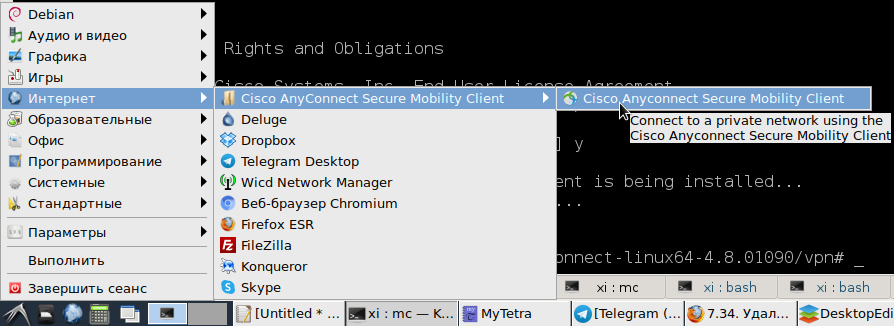 Debian
Аудио и видео
Графика
Игры
Интернет
Образовательные
Офис
Программирование
Системные
Стандартные
Параметры
Выполнить
Завершить сеанс
Cisco AnyConnect Secure Mobility Client
Deluge
Dropbox
Telegram Desktop
Wicd Network Manager
Веб-браузер Chromium
Firefox ESR
FileZilla
Konqueror
Skype
Cisco Anyconnect Secure Mobility Client
Connect to a private network using the
Cisco Anyconnect Secure Mobility Client
Rights and Obligations
Cisco Systems, Inc. End User License Agreement
] y
ent is being installed...
...
onnect-linux64-4.8.01090/vpn# _
xi : mc
xi : bash
xi : bash
[Untitled * ...
xi : mc — K...
MyTetra
[Telegram (...
7.34. Удал...
DesktopEd